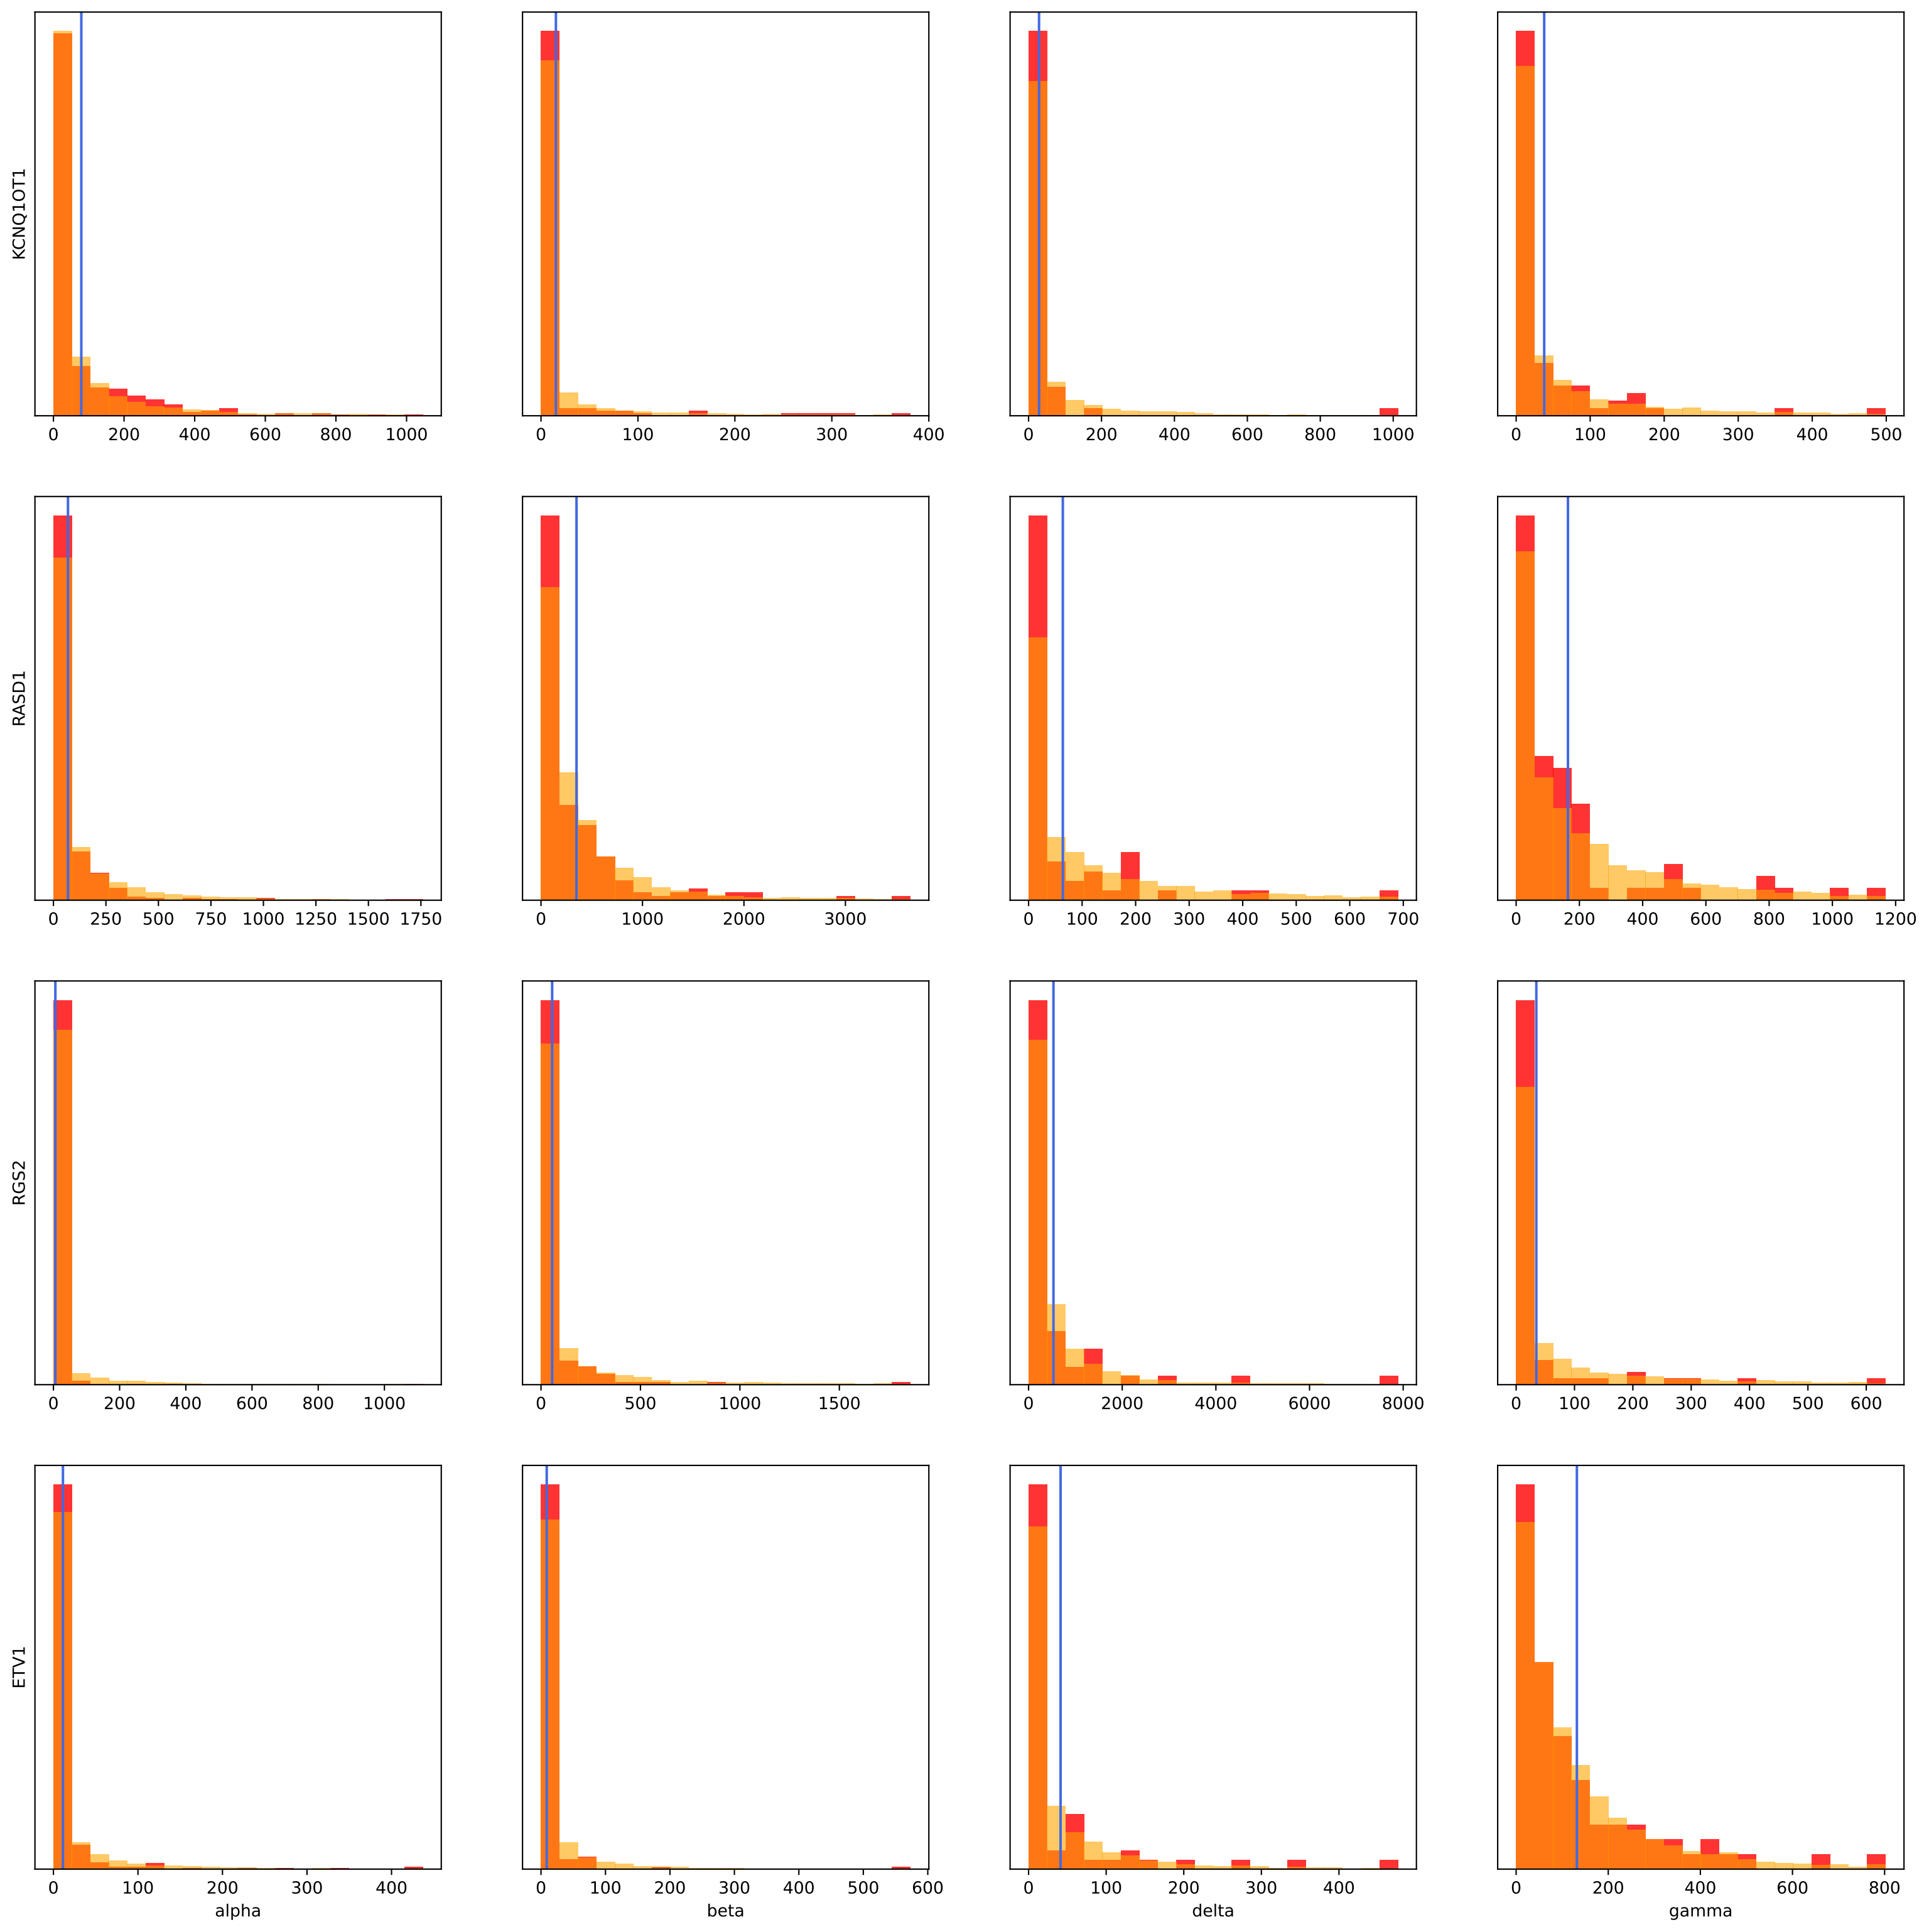 KCNQ1OT1
0 200 400 600 800 1000
0 100 200 300 400
0 200 400 600 800 1000
0 100 200 300 400 500
RASD1
0 250 500 750 1000 1250 1500 1750
0 1000 2000 3000
0 100 200 300 400 500 600 700
0 200 400 600 800 1000 1200
RGS2
0 200 400 600 800 1000
0 500 1000 1500
0 2000 4000 6000 8000
0 100 200 300 400 500 600
ETV1
0 100 200 300 400
alpha
0 100 200 300 400 500 600
beta
0 100 200 300 400
delta
0 200 400 600 800
gamma